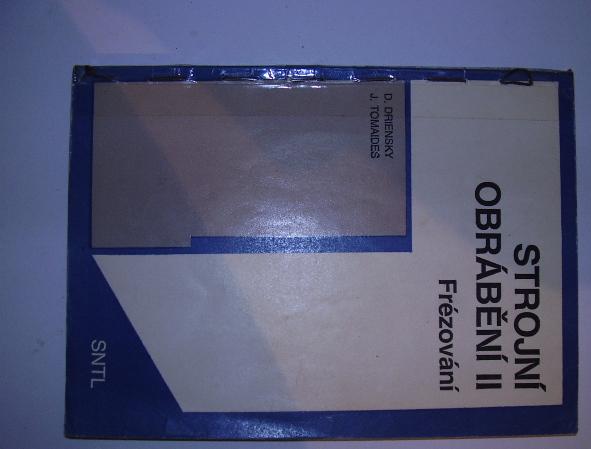 D. DRIENSKY
J. TOMAIDES
STROJNÍ
OBRÁBĚNÍ II
Frézování
SNTL